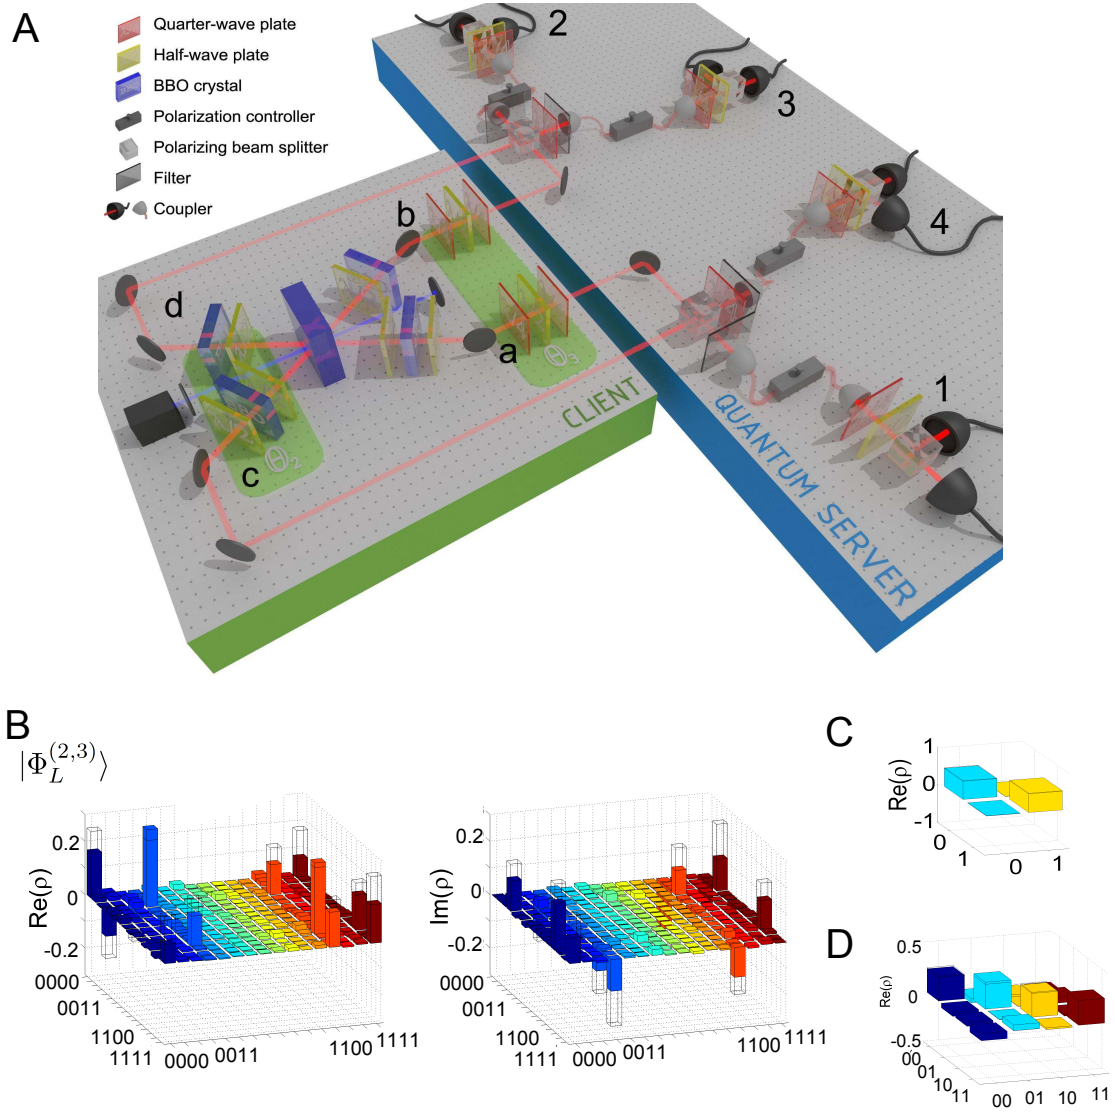 A
Quarter-wave plate
Half-wave plate
BBO crystal
Polarization controller
Polarizing beam splitter
Filter
Coupler
2
3
4
1
b
d
a
c
Θ3
Θ2
CLIENT
QUANTUM SERVER
B
|Φ_L^(2,3)⟩
Re(ρ)
0.2
0
-0.2
0000
0011
1100
1111
0000
0011
1100
1111
Im(ρ)
0.2
0
-0.2
0000
0011
1100
1111
0000
0011
1100
1111
C
Re(ρ)
1
0
-1
0
1
0
1
D
Re(ρ)
0.5
0
-0.5
00
01
10
11
00
01
10
11